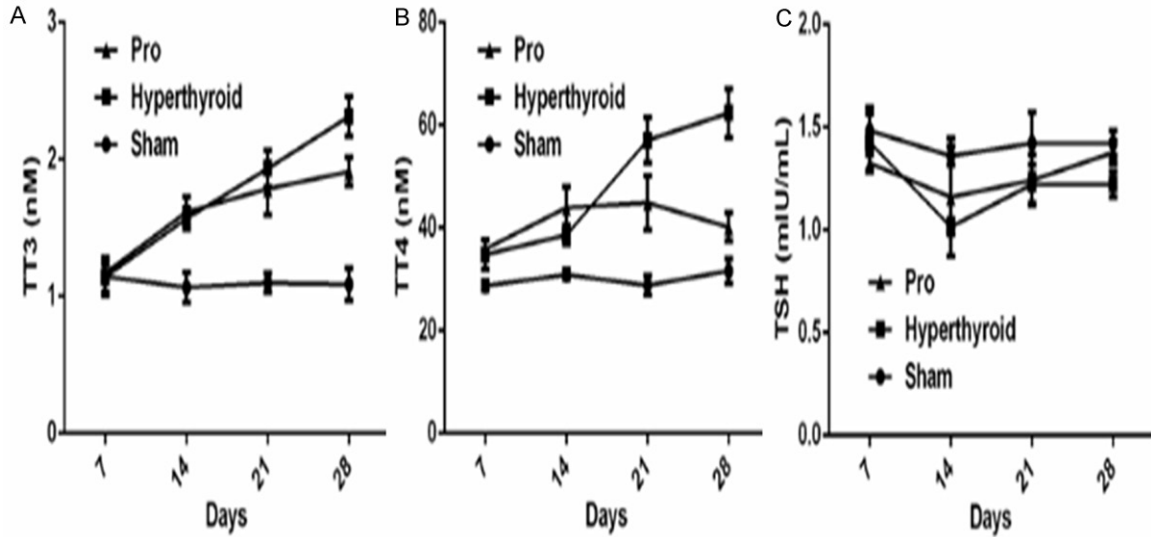 A
TT3 (nM)
3
2
1
0
Pro
Hyperthyroid
Sham
7 14 21 28
Days
B
TT4 (nM)
80
60
40
20
0
Pro
Hyperthyroid
Sham
7 14 21 28
Days
C
TSH (mIU/mL)
2.0
1.5
1.0
0.5
0.0
Pro
Hyperthyroid
Sham
7 14 21 28
Days